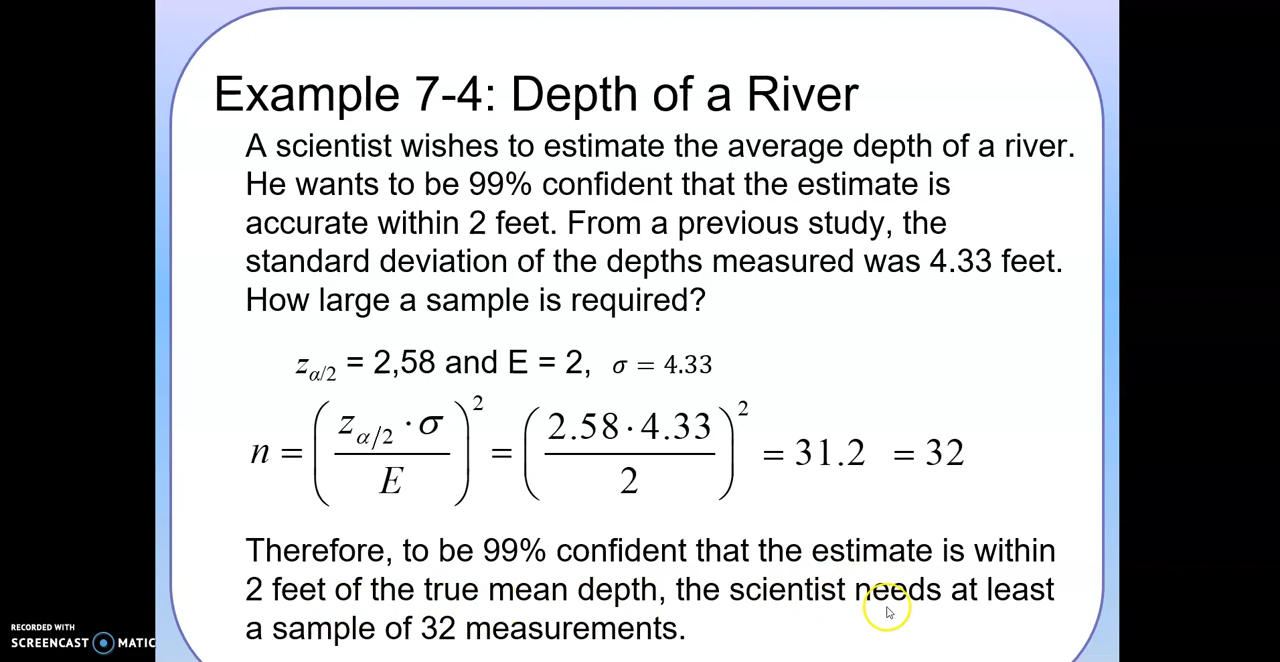 Example 7-4: Depth of a River
A scientist wishes to estimate the average depth of a river.
He wants to be 99% confident that the estimate is
accurate within 2 feet. From a previous study, the
standard deviation of the depths measured was 4.33 feet.
How large a sample is required?
z_{α/2} = 2,58 and E = 2, σ = 4.33
n = ( z_{α/2} · σ / E )² = ( 2.58 · 4.33 / 2 )² = 31.2 = 32
Therefore, to be 99% confident that the estimate is within
2 feet of the true mean depth, the scientist needs at least
a sample of 32 measurements.
RECORDED WITH
SCREENCAST MATIC